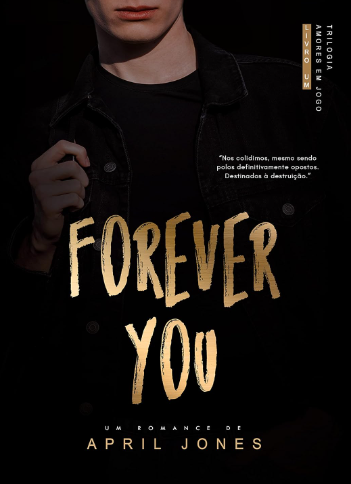 TRILOGIA
AMORES EM JOGO
LIVRO UM
"Nos colidimos, mesmo sendo
polos definitivamente opostos.
Destinados à destruição."
FOREVER
YOU
UM ROMANCE DE
APRIL JONES